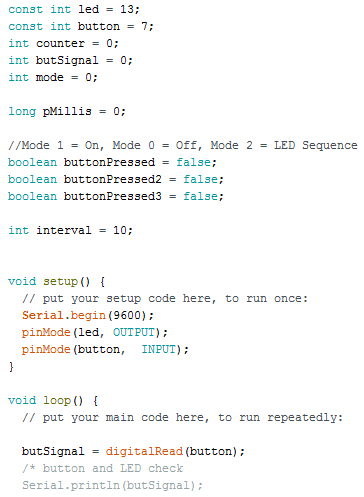 const int led = 13;
const int button = 7;
int counter = 0;
int butSignal = 0;
int mode = 0;

long pMillis = 0;

//Mode 1 = On, Mode 0 = Off, Mode 2 = LED Sequence
boolean buttonPressed = false;
boolean buttonPressed2 = false;
boolean buttonPressed3 = false;

int interval = 10;


void setup() {
  // put your setup code here, to run once:
  Serial.begin(9600);
  pinMode(led, OUTPUT);
  pinMode(button,  INPUT);
}

void loop() {
  // put your main code here, to run repeatedly:

  butSignal = digitalRead(button);
  /* button and LED check
  Serial.println(butSignal);